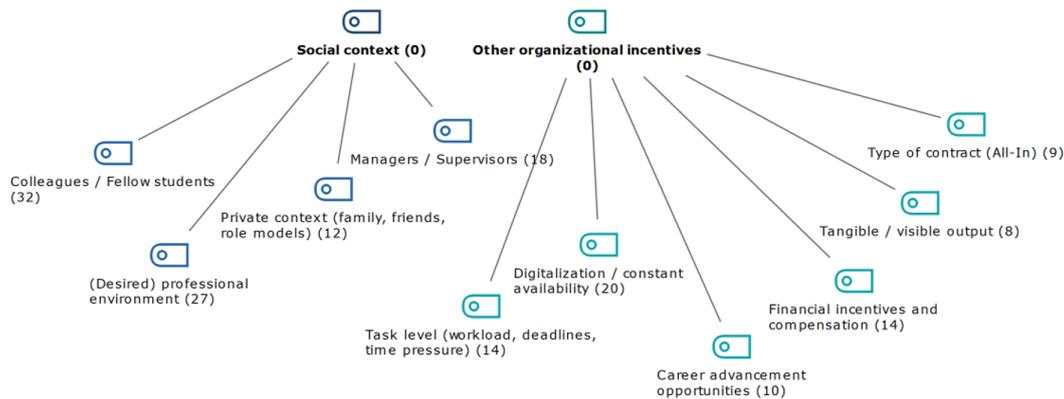 Social context (0)
Other organizational incentives
(0)
Colleagues / Fellow students
(32)
(Desired) professional
environment (27)
Private context (family, friends,
role models) (12)
Managers / Supervisors (18)
Task level (workload, deadlines,
time pressure) (14)
Digitalization / constant
availability (20)
Career advancement
opportunities (10)
Financial incentives and
compensation (14)
Tangible / visible output (8)
Type of contract (All-In) (9)